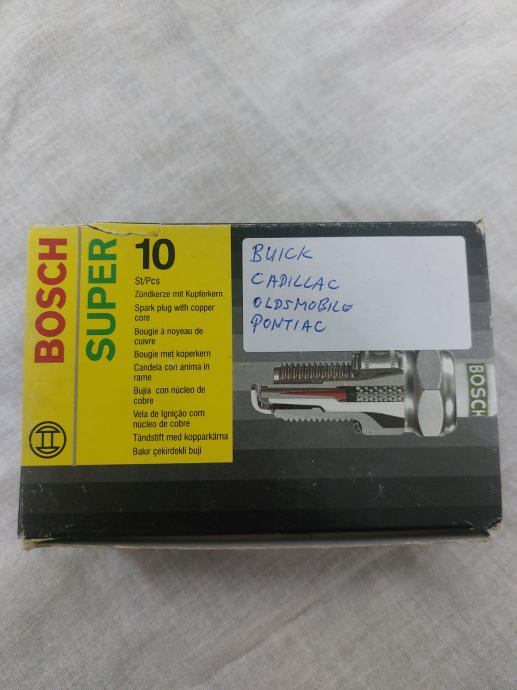 BOSCH
SUPER
10
St/Pcs
Zündkerze mit Kupferkern
Spark plug with copper
core
Bougie à noyeau de
cuivre
Bougie met koperkern
Candela con anima in
rame
Bujia con núcleo de
cobre
Vela de Ignição com
núcleo de cobre
Tändstift med kopparkärna
Bakır çekirdekli buji
BUICK
CADILLAC
OLDSMOBILE
PONTIAC
BOSCH